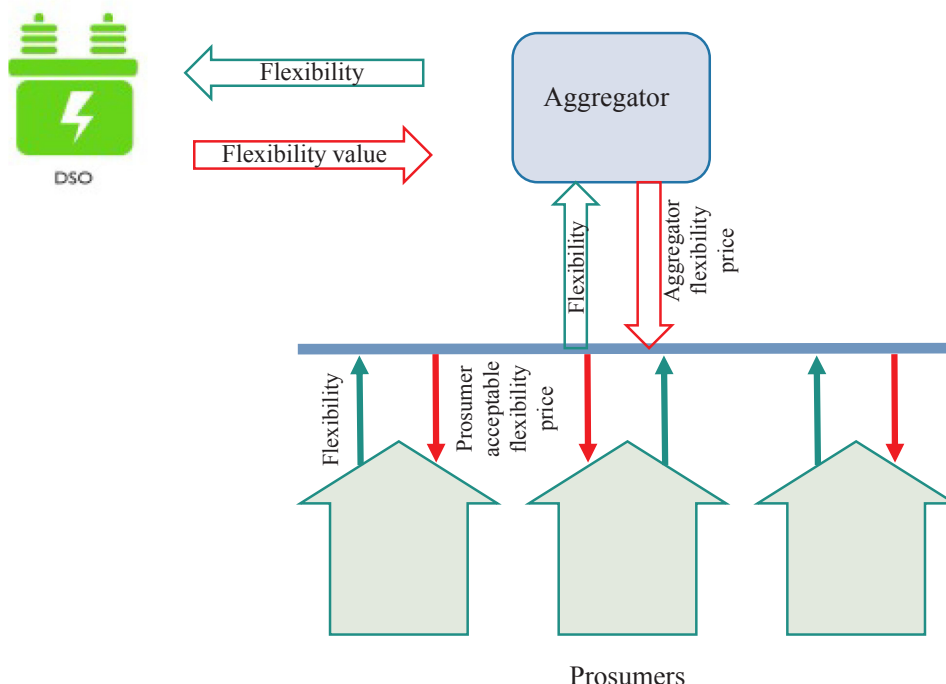 Flexibility
Aggregator
Flexibility value
DSO
Flexibility
Aggregator
flexibility
price
Flexibility
Prosumer
acceptable
flexibility
price
Prosumers